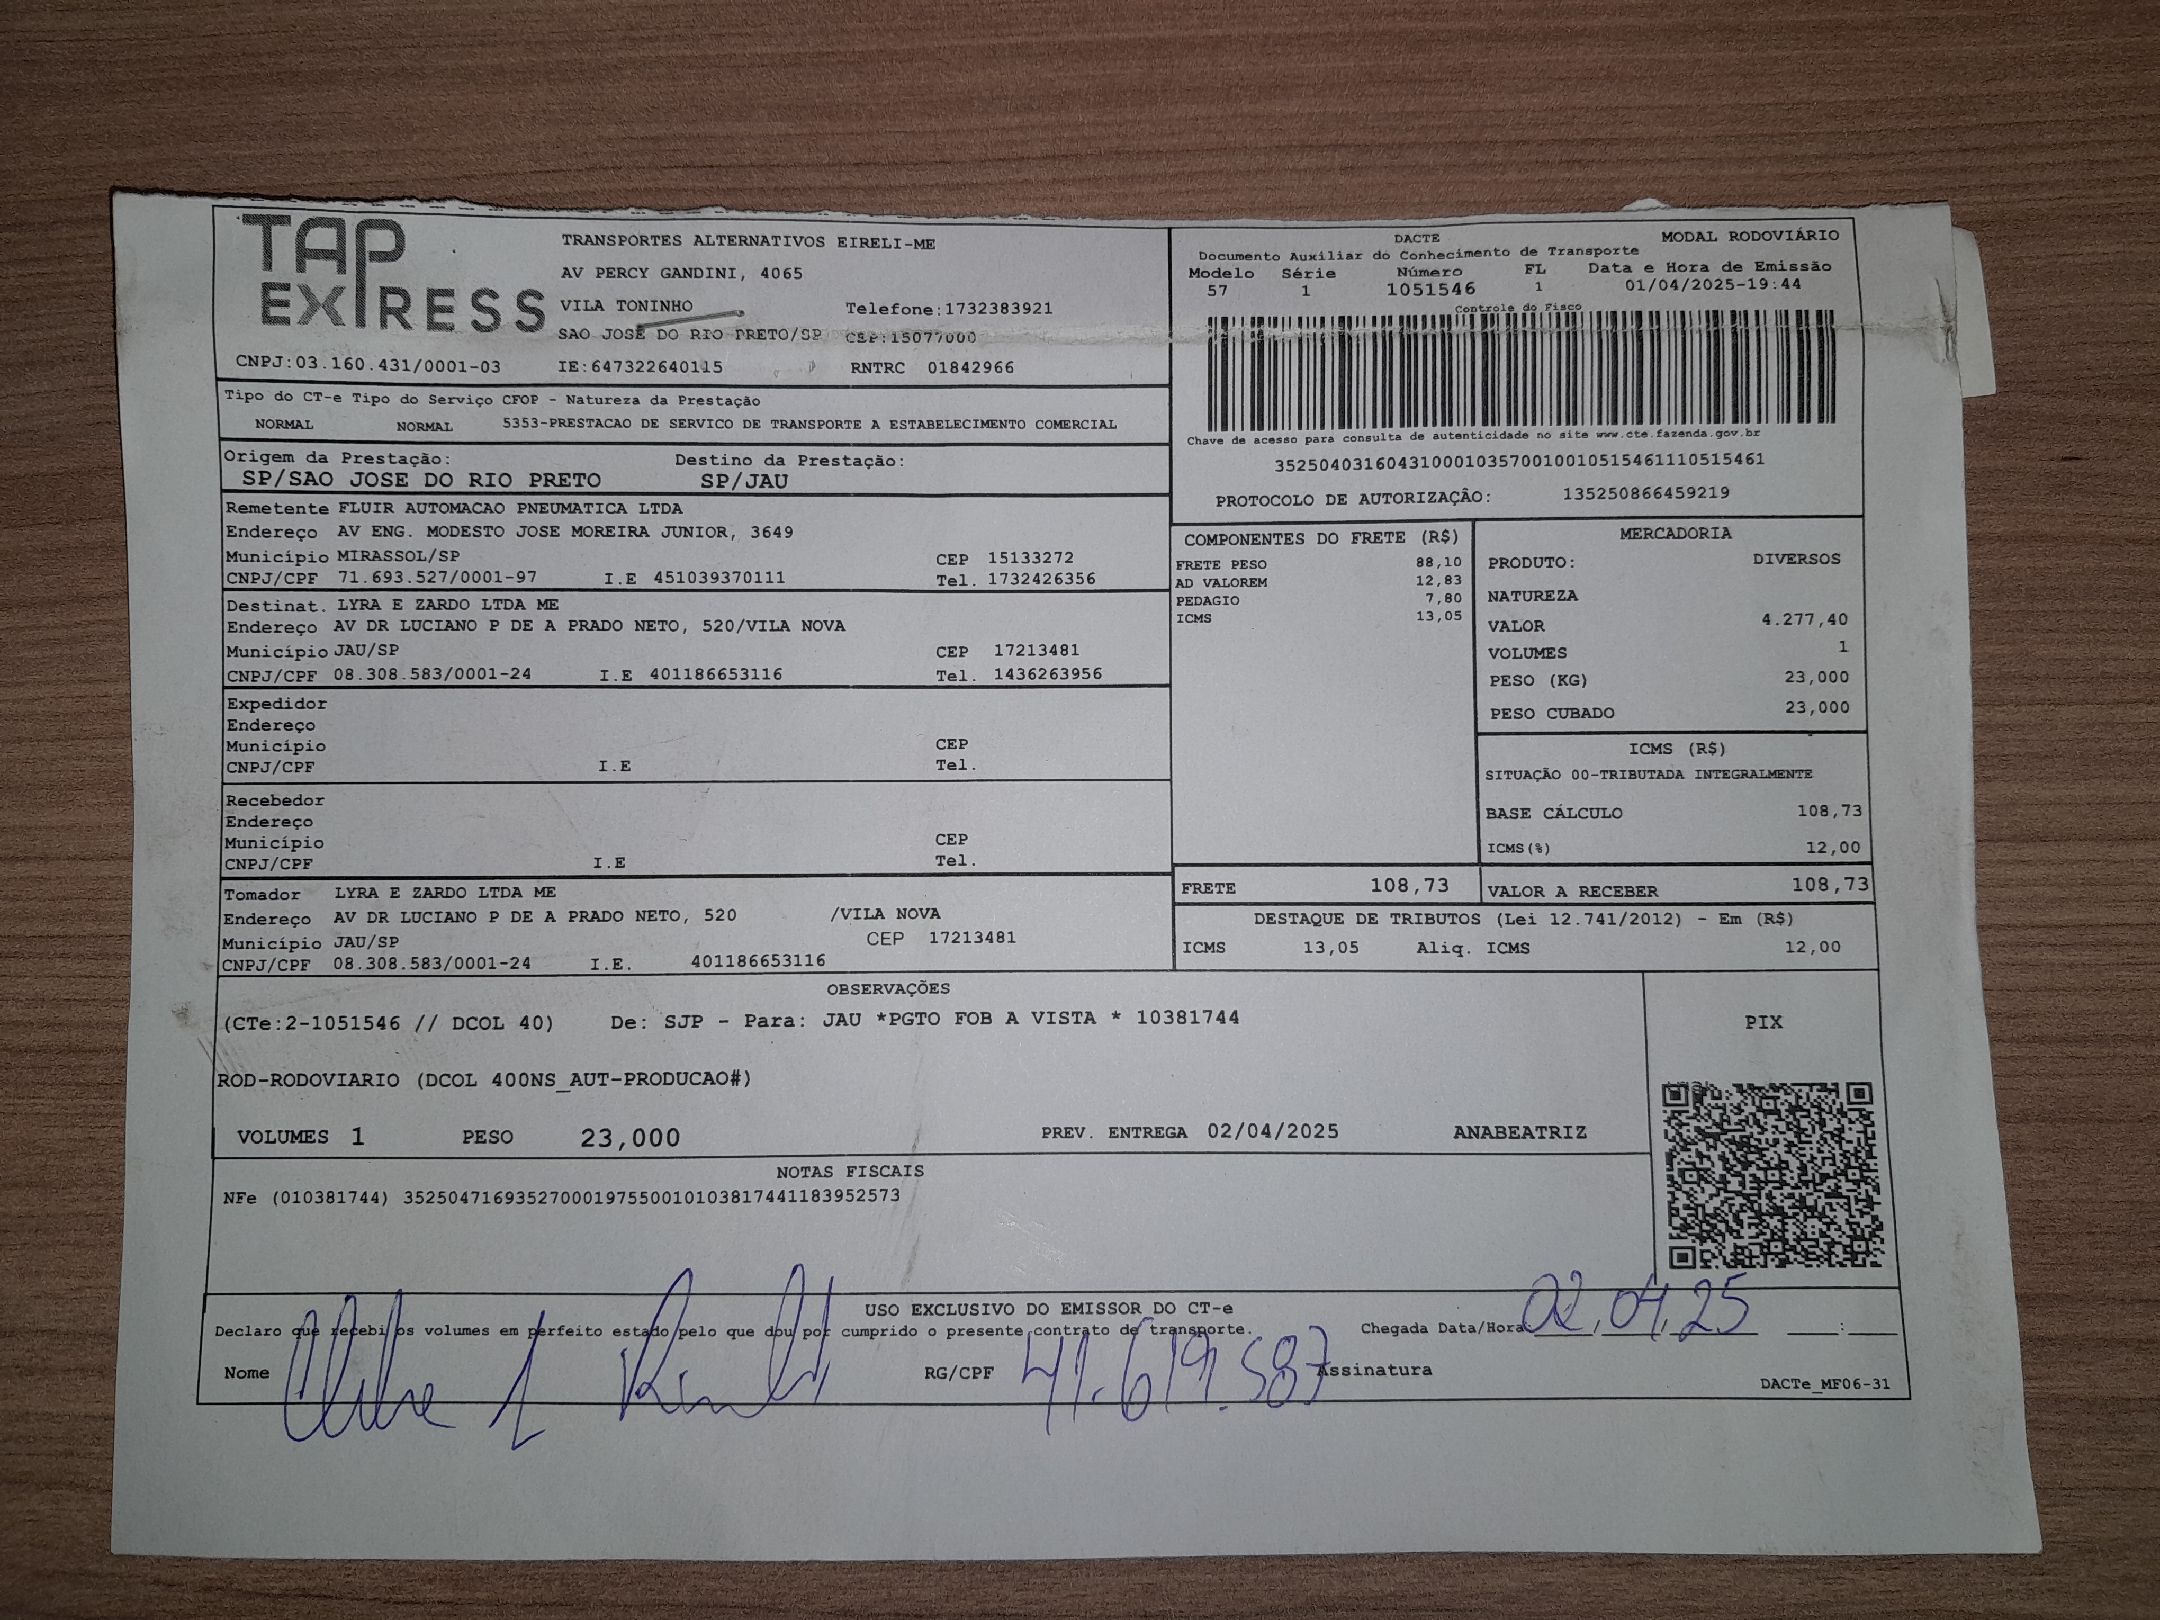 TAP EXPRESS
TRANSPORTES ALTERNATIVOS EIRELI-ME
AV PERCY GANDINI, 4065
VILA TONINHO Telefone:1732383921
SAO JOSE DO RIO PRETO/SP CEP:15077000
CNPJ:03.160.431/0001-03 IE:647322640115 RNTRC 01842966
DACTE MODAL RODOVIÁRIO
Documento Auxiliar do Conhecimento de Transporte
Modelo Série Número FL Data e Hora de Emissão
57 1 1051546 1 01/04/2025-19:44
Controle do Fisco
Chave de acesso para consulta de autenticidade no site www.cte.fazenda.gov.br
35250403160431000103570010010515461110515461
PROTOCOLO DE AUTORIZAÇÃO: 135250866459219
Tipo do CT-e Tipo do Serviço CFOP - Natureza da Prestação
NORMAL NORMAL 5353-PRESTACAO DE SERVICO DE TRANSPORTE A ESTABELECIMENTO COMERCIAL
Origem da Prestação: Destino da Prestação:
SP/SAO JOSE DO RIO PRETO SP/JAU
Remetente FLUIR AUTOMACAO PNEUMATICA LTDA
Endereço AV ENG. MODESTO JOSE MOREIRA JUNIOR, 3649
Município MIRASSOL/SP CEP 15133272
CNPJ/CPF 71.693.527/0001-97 I.E 451039370111 Tel. 1732426356
Destinat. LYRA E ZARDO LTDA ME
Endereço AV DR LUCIANO P DE A PRADO NETO, 520/VILA NOVA
Município JAU/SP CEP 17213481
CNPJ/CPF 08.308.583/0001-24 I.E 401186653116 Tel. 1436263956
Expedidor
Endereço
Município CEP
CNPJ/CPF I.E Tel.
Recebedor
Endereço
Município CEP
CNPJ/CPF I.E Tel.
Tomador LYRA E ZARDO LTDA ME
Endereço AV DR LUCIANO P DE A PRADO NETO, 520 /VILA NOVA
Município JAU/SP CEP 17213481
CNPJ/CPF 08.308.583/0001-24 I.E. 401186653116
COMPONENTES DO FRETE (R$)
FRETE PESO 88,10
AD VALOREM 12,83
PEDAGIO 7,80
ICMS 13,05
MERCADORIA
PRODUTO: DIVERSOS
NATUREZA
VALOR 4.277,40
VOLUMES 1
PESO (KG) 23,000
PESO CUBADO 23,000
ICMS (R$)
SITUAÇÃO 00-TRIBUTADA INTEGRALMENTE
BASE CÁLCULO 108,73
ICMS(%) 12,00
FRETE 108,73 VALOR A RECEBER 108,73
DESTAQUE DE TRIBUTOS (Lei 12.741/2012) - Em (R$)
ICMS 13,05 Aliq. ICMS 12,00
OBSERVAÇÕES
(CTe:2-1051546 // DCOL 40) De: SJP - Para: JAU *PGTO FOB A VISTA * 10381744
ROD-RODOVIARIO (DCOL 400NS_AUT-PRODUCAO#)
VOLUMES 1 PESO 23,000 PREV. ENTREGA 02/04/2025 ANABEATRIZ
PIX
NOTAS FISCAIS
NFe (010381744) 35250471693527000197550010103817441183952573
USO EXCLUSIVO DO EMISSOR DO CT-e
Declaro que recebi os volumes em perfeito estado pelo que dou por cumprido o presente contrato de transporte. Chegada Data/Hora 02.04.25 :
Nome RG/CPF 41.619.587 Assinatura
DACTe_MF06-31